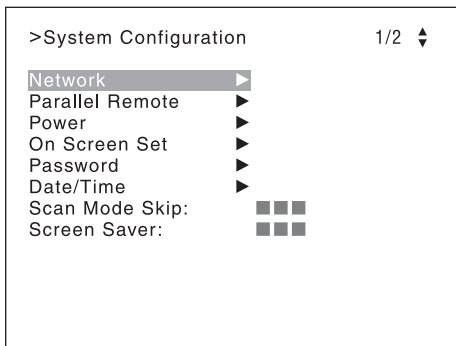 >System Configuration 1/2
Network
Parallel Remote
Power
On Screen Set
Password
Date/Time
Scan Mode Skip:
Screen Saver: